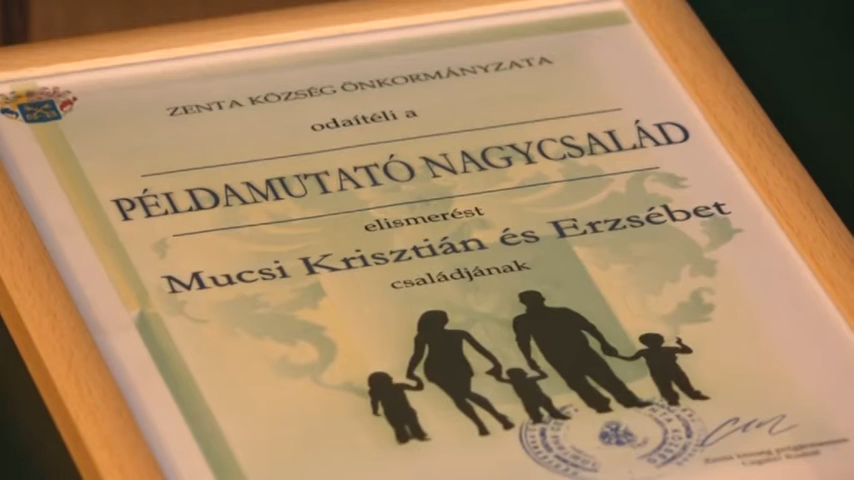 ZENTA KÖZSÉG ÖNKORMÁNYZATA
odaítéli a
PÉLDAMUTATÓ NAGYCSALÁD
elismerést
Mucsi Krisztián és Erzsébet
családjának